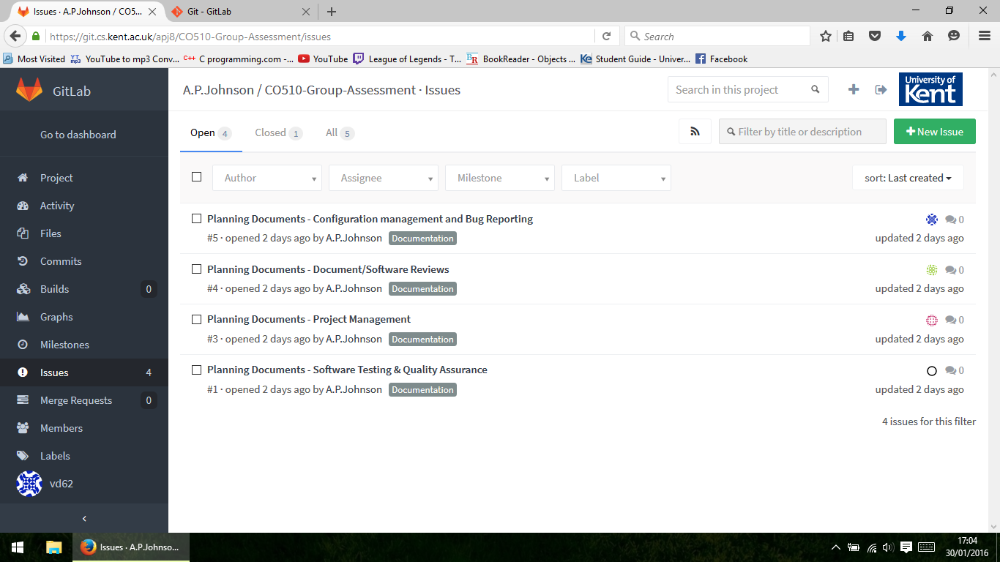 Issues · A.P.Johnson / CO5...
Git - GitLab
https://git.cs.kent.ac.uk/apj8/CO510-Group-Assessment/issues
Search
Most Visited
YT mp3 YouTube to mp3 Conv...
C++ C programming.com -...
YouTube
League of Legends - T...
BR BookReader - Objects ...
Ke Student Guide - Univer...
Facebook
GitLab
A.P.Johnson / CO510-Group-Assessment · Issues
Search in this project
University of
Kent
Go to dashboard
Project
Activity
Files
Commits
Builds 0
Graphs
Milestones
Issues 4
Merge Requests 0
Members
Labels
vd62
Open 4
Closed 1
All 5
Filter by title or description
New Issue
Author
Assignee
Milestone
Label
sort: Last created
Planning Documents - Configuration management and Bug Reporting
0
#5 · opened 2 days ago by A.P.Johnson Documentation
updated 2 days ago
Planning Documents - Document/Software Reviews
0
#4 · opened 2 days ago by A.P.Johnson Documentation
updated 2 days ago
Planning Documents - Project Management
0
#3 · opened 2 days ago by A.P.Johnson Documentation
updated 2 days ago
Planning Documents - Software Testing & Quality Assurance
0
#1 · opened 2 days ago by A.P.Johnson Documentation
updated 2 days ago
4 issues for this filter
Issues · A.P.Johnso...
17:04
30/01/2016